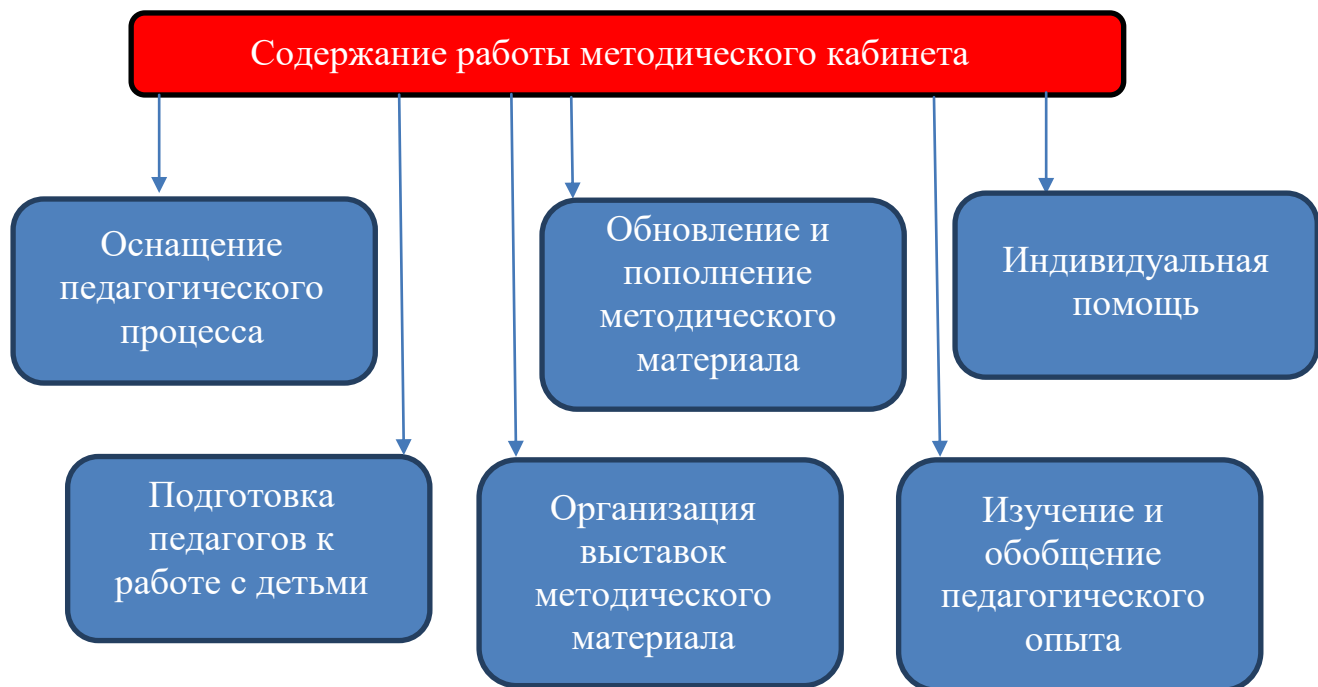 Содержание работы методического кабинета
Оснащение
педагогического
процесса
Обновление и
пополнение
методического
материала
Индивидуальная
помощь
Подготовка
педагогов к
работе с детьми
Организация
выставок
методического
материала
Изучение и
обобщение
педагогического
опыта